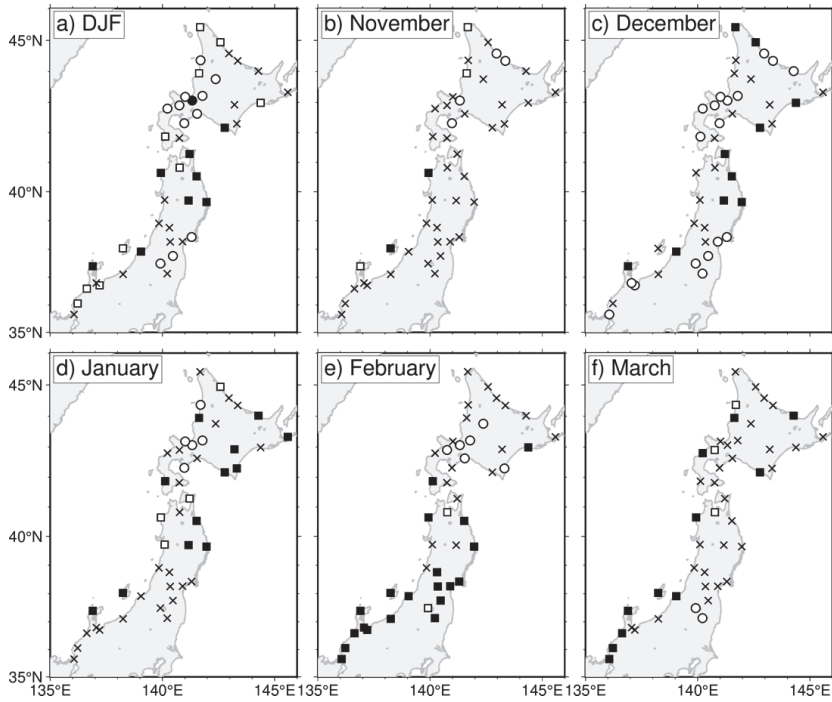 a) DJF
b) November
c) December
45°N
40°N
35°N
d) January
e) February
f) March
45°N
40°N
35°N
135°E 140°E 145°E 135°E 140°E 145°E 135°E 140°E 145°E